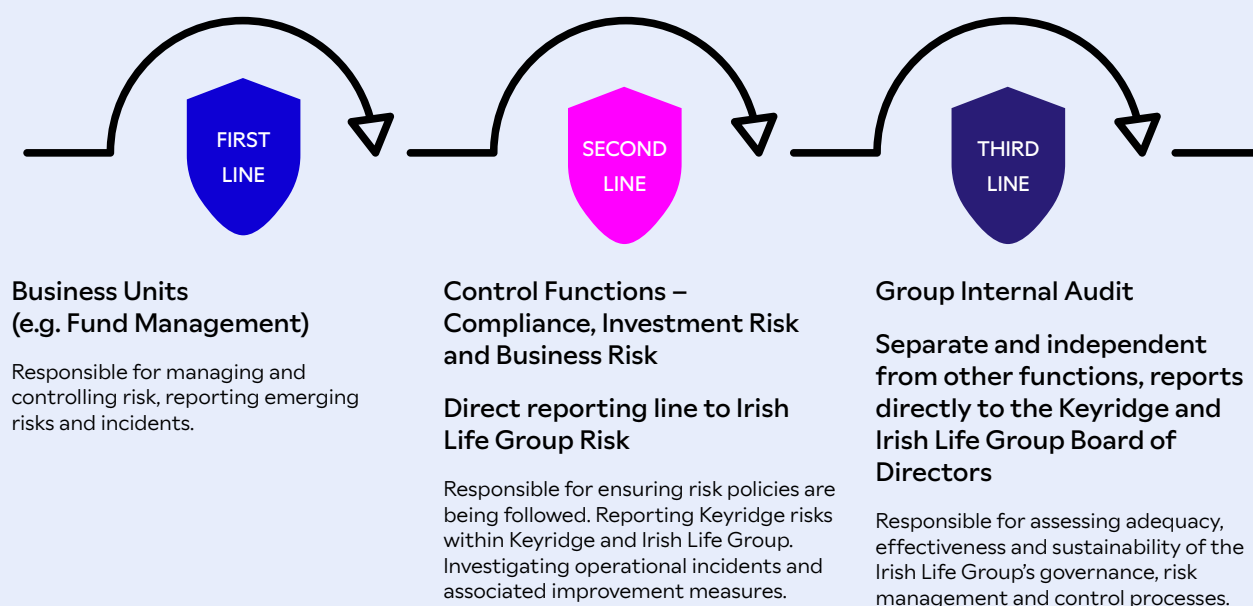 FIRST
LINE
SECOND
LINE
THIRD
LINE
Business Units
(e.g. Fund Management)
Responsible for managing and
controlling risk, reporting emerging
risks and incidents.
Control Functions –
Compliance, Investment Risk
and Business Risk
Direct reporting line to Irish
Life Group Risk
Responsible for ensuring risk policies are
being followed. Reporting Keyridge risks
within Keyridge and Irish Life Group.
Investigating operational incidents and
associated improvement measures.
Group Internal Audit
Separate and independent
from other functions, reports
directly to the Keyridge and
Irish Life Group Board of
Directors
Responsible for assessing adequacy,
effectiveness and sustainability of the
Irish Life Group's governance, risk
management and control processes.